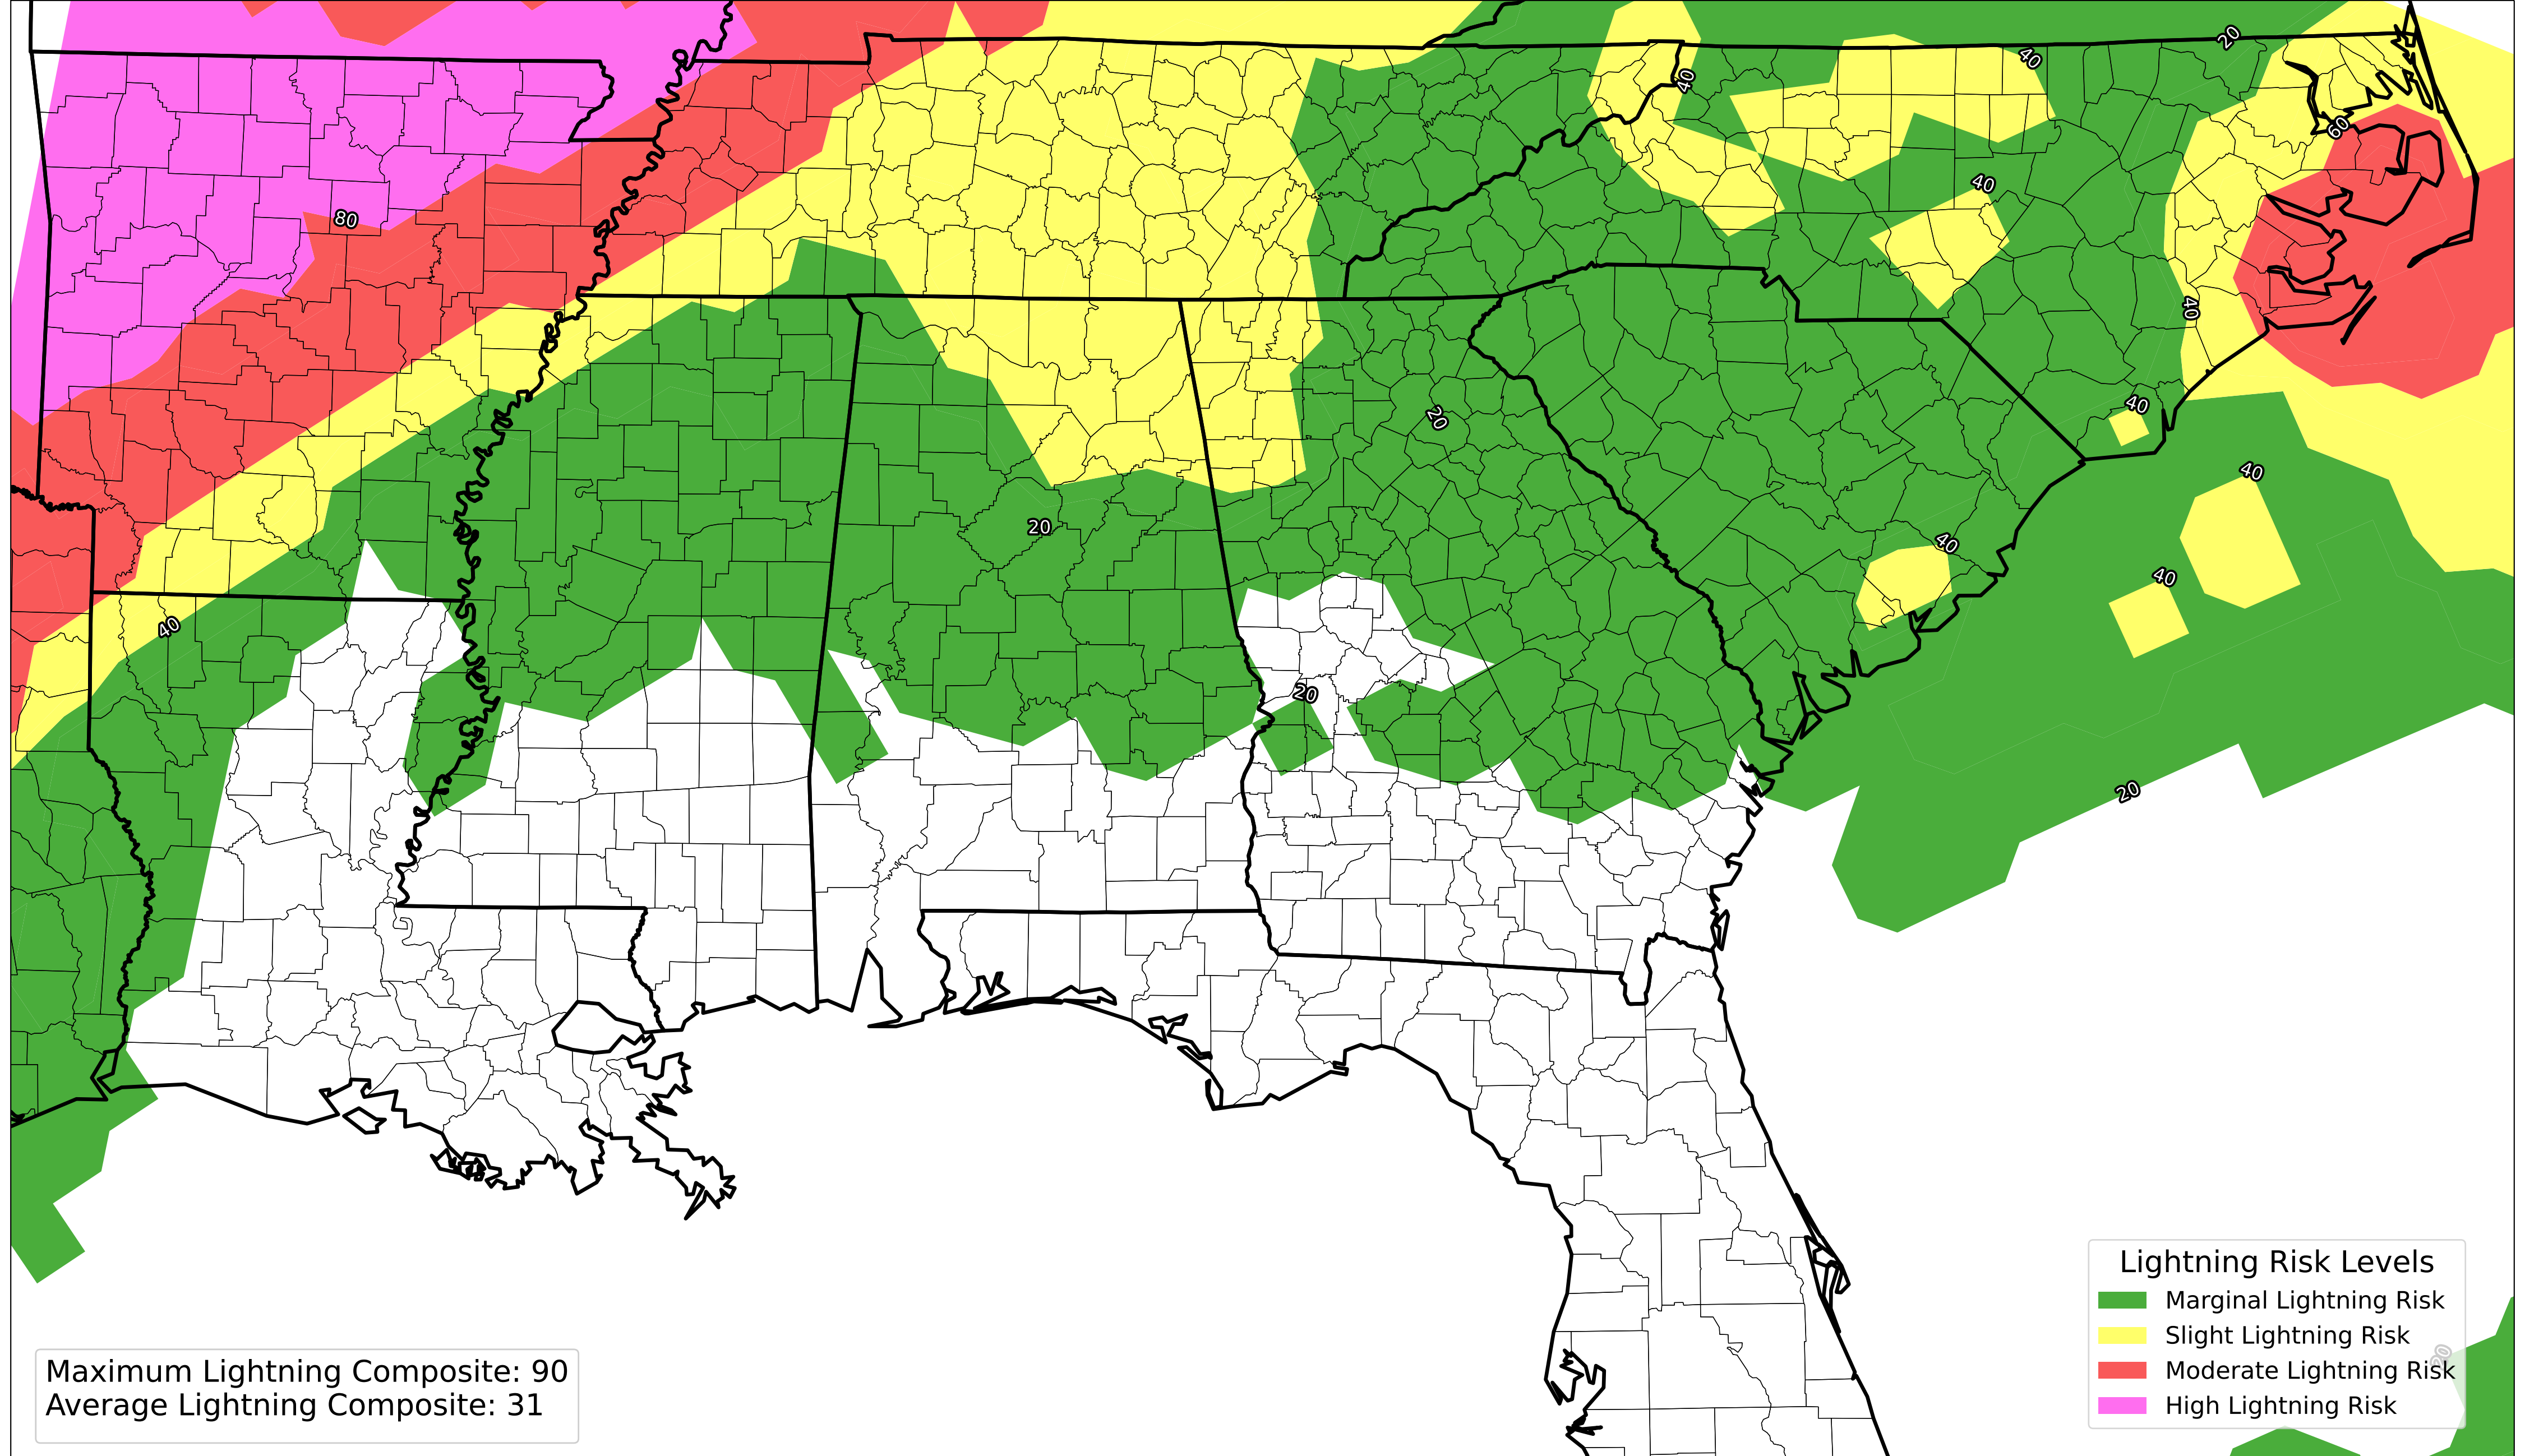 20
40
40
60
40
80
40
40
20
40
20
40
40
40
20
20
Lightning Risk Levels
Marginal Lightning Risk
Slight Lightning Risk
Moderate Lightning Risk
High Lightning Risk
20
Maximum Lightning Composite: 90
Average Lightning Composite: 31